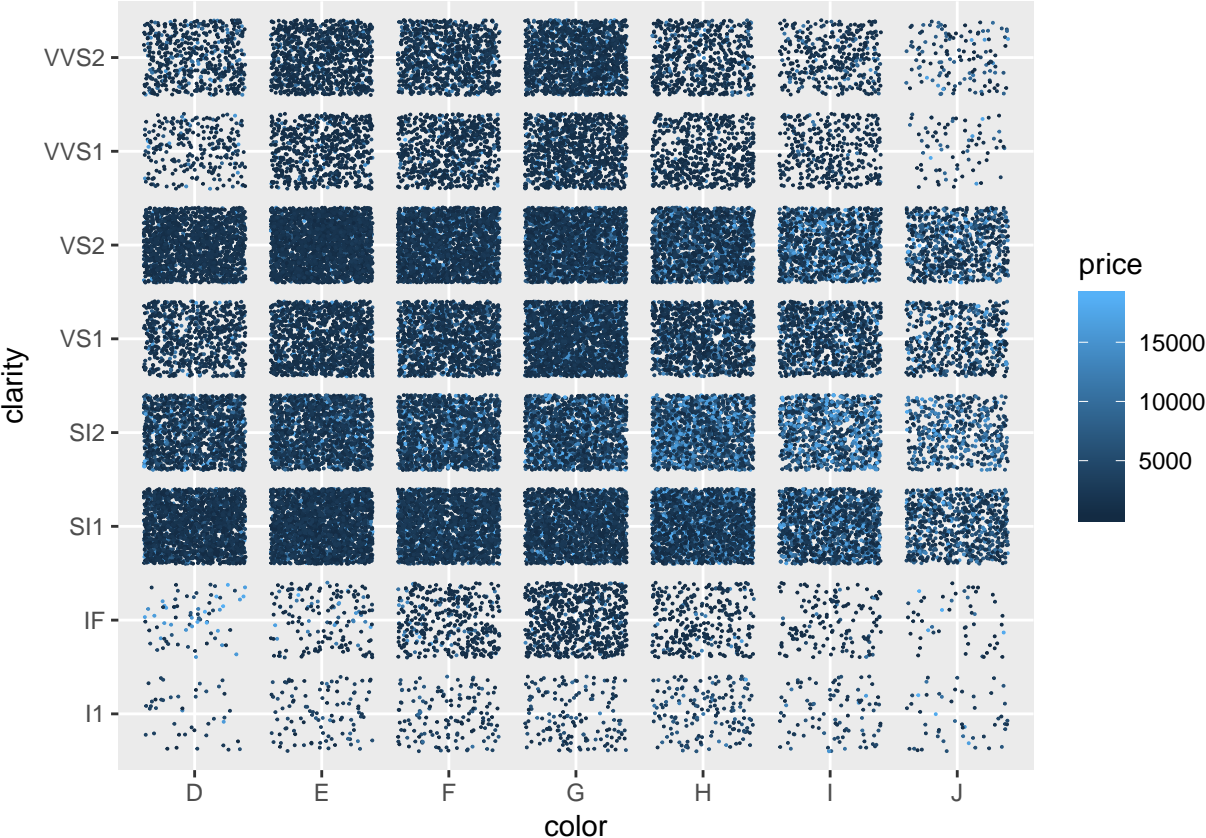 VVS2
VVS1
VS2
VS1
SI2
SI1
IF
I1
clarity
D E F G H I J
color
price
15000
10000
5000